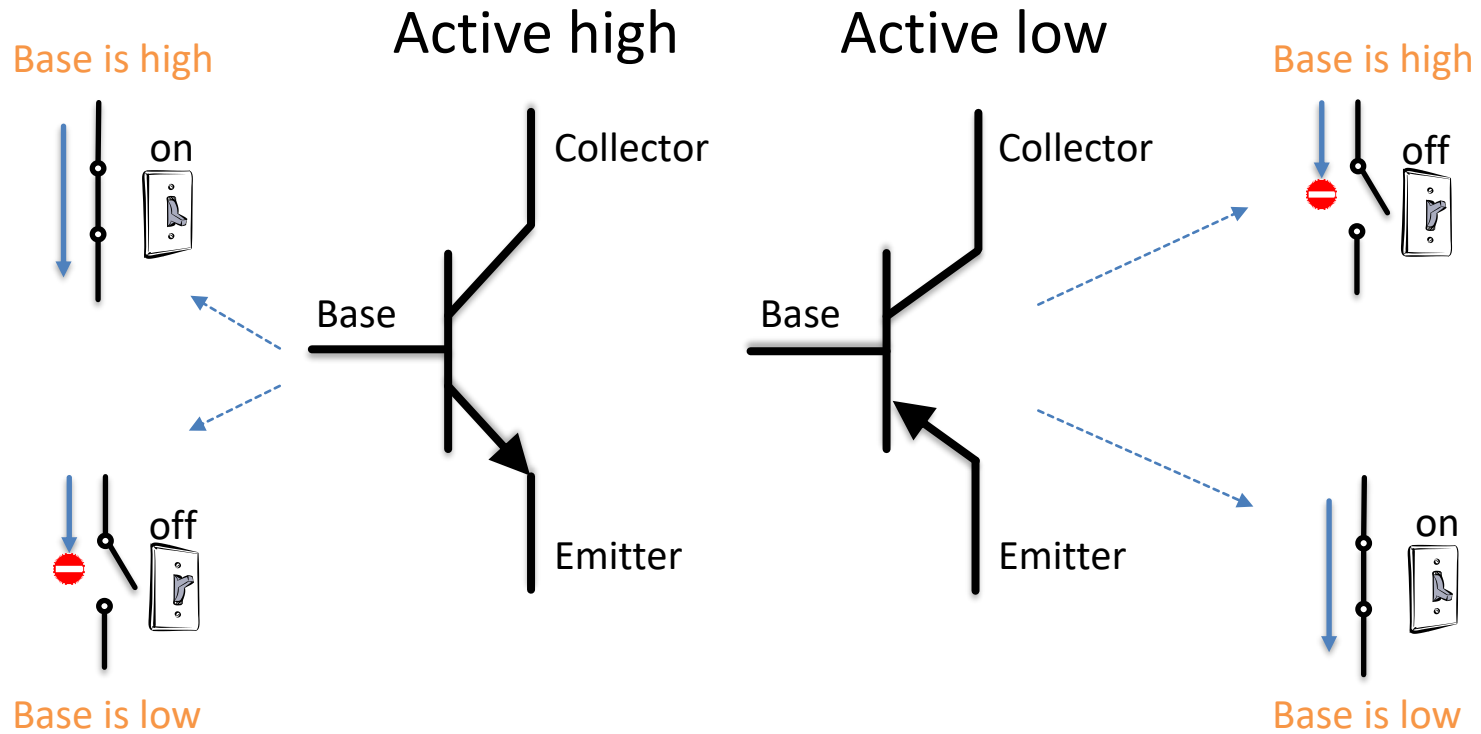 Active high
Active low
Base is high
on
Collector
Base
Emitter
off
Base is low
Base is high
off
Collector
Base
Emitter
on
Base is low